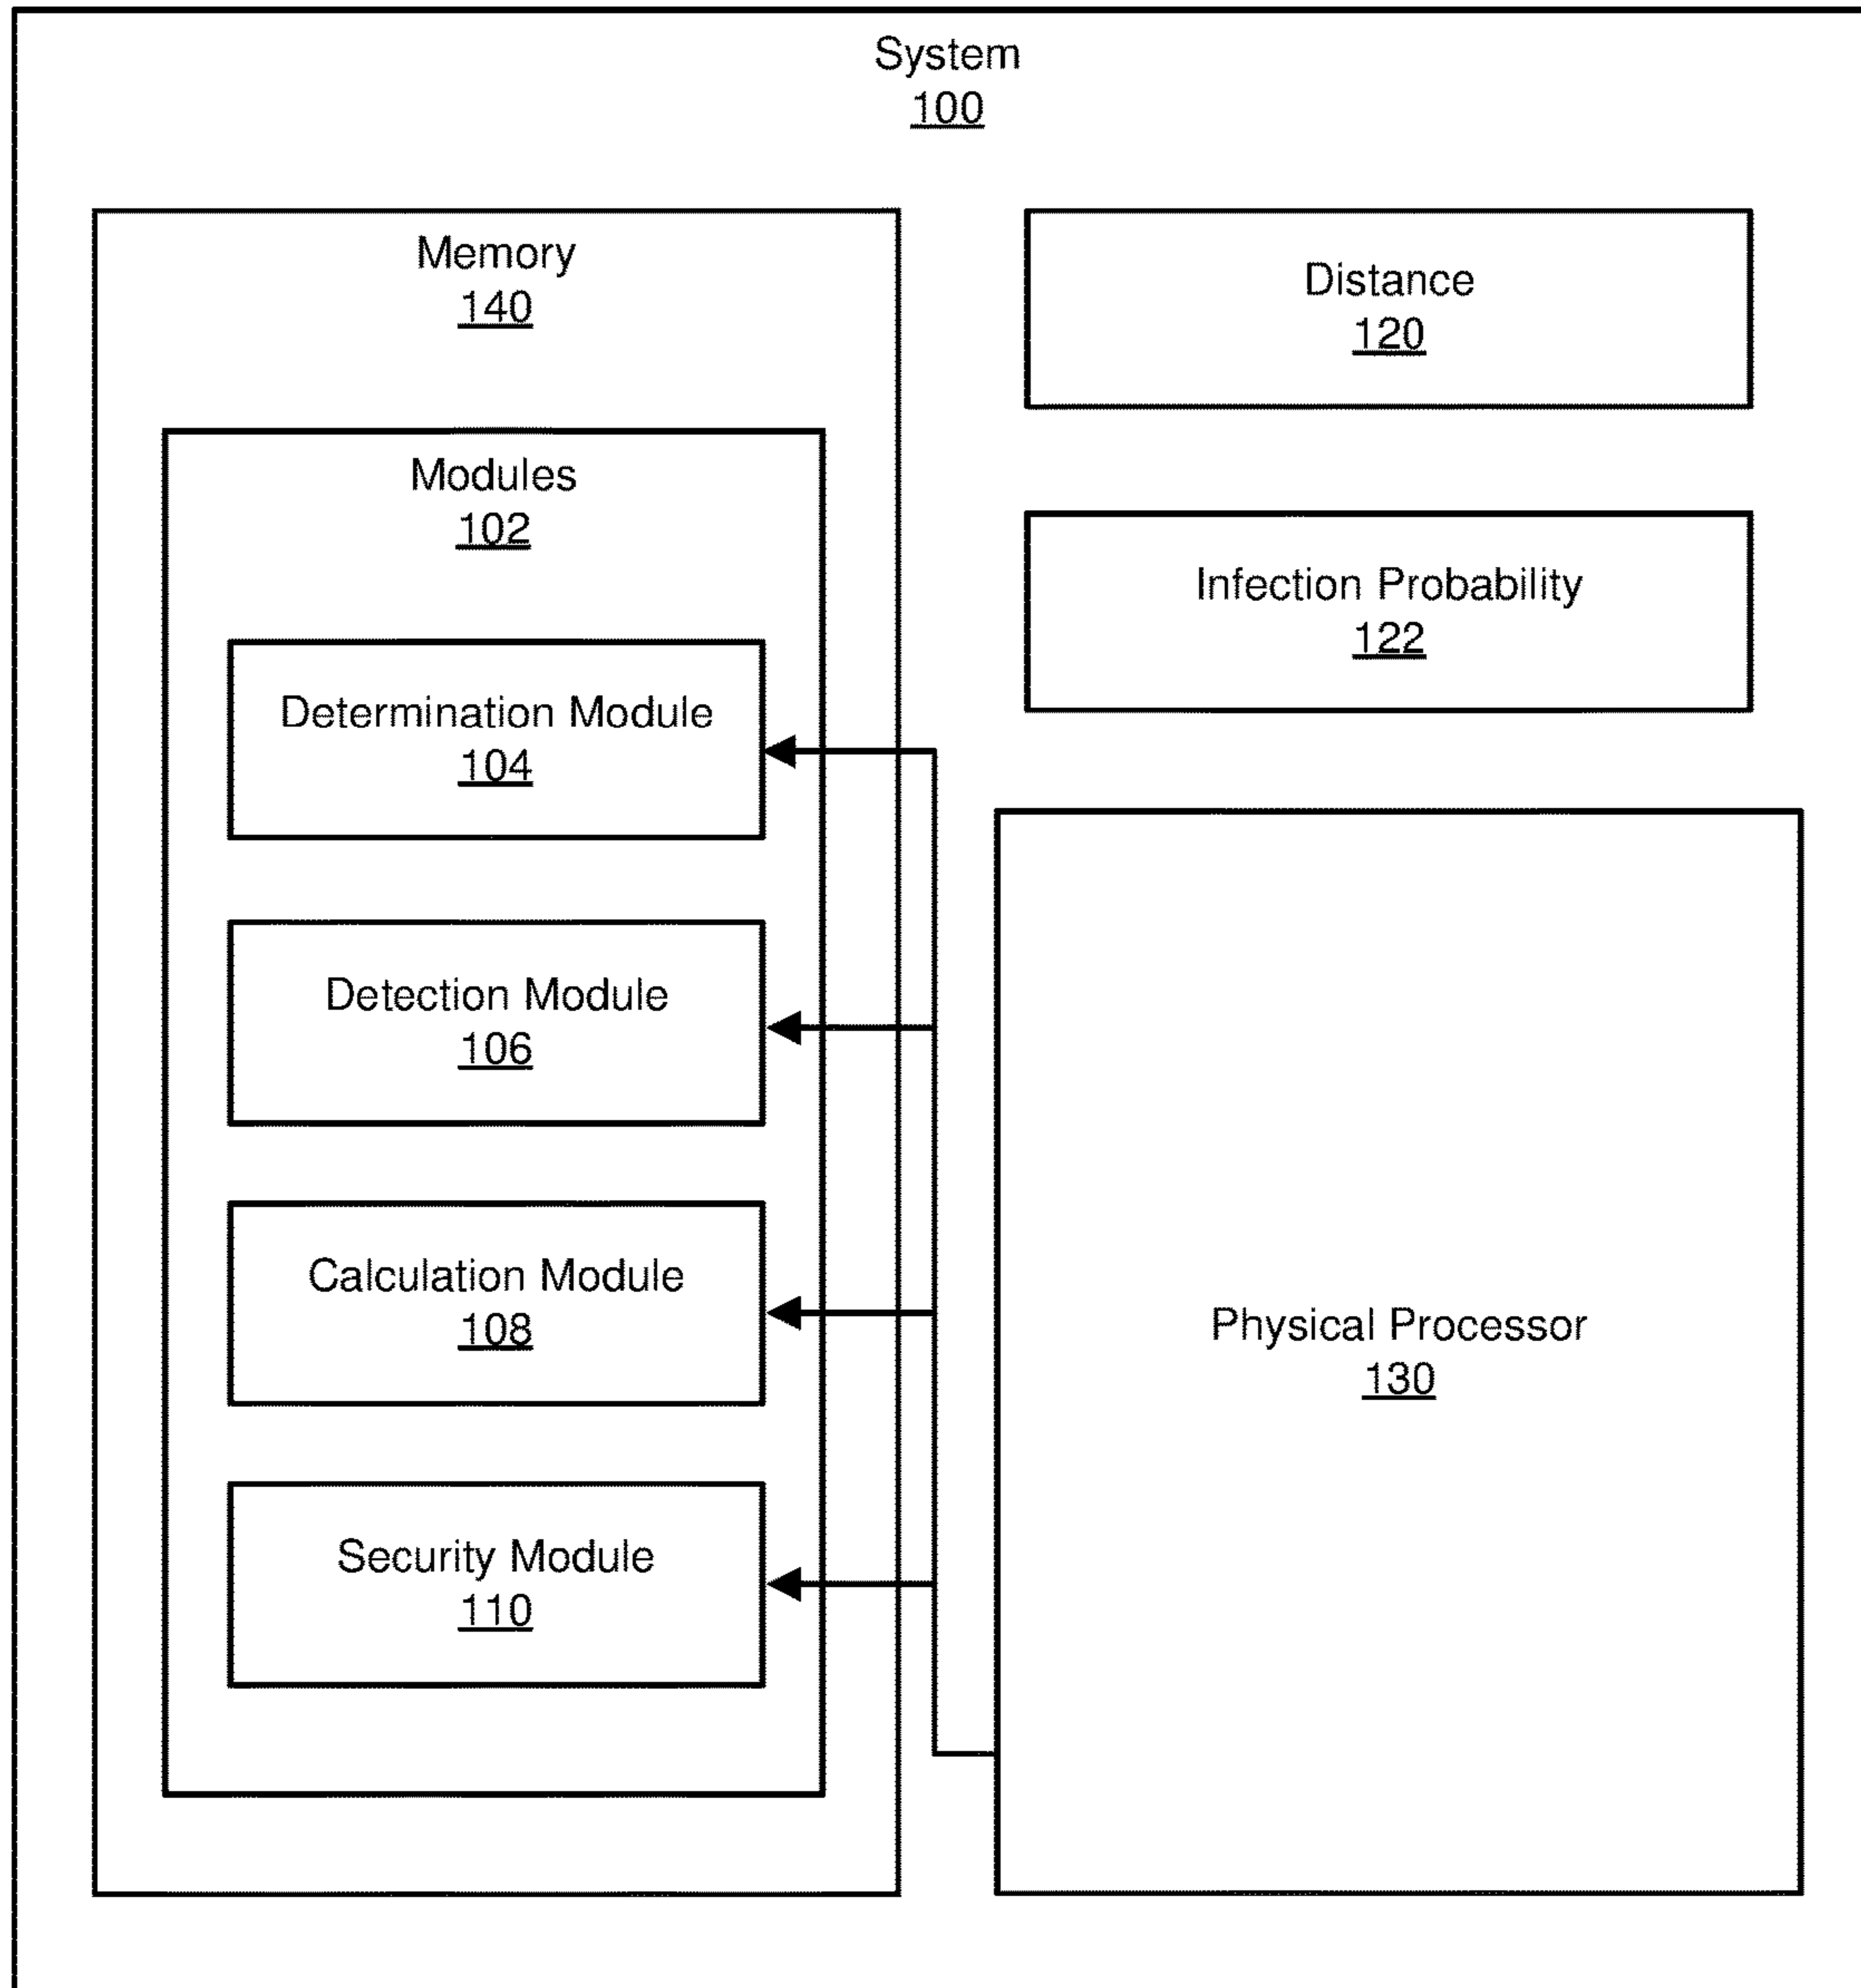 System
100
Memory
140
Modules
102
Determination Module
104
Detection Module
106
Calculation Module
108
Security Module
110
Distance
120
Infection Probability
122
Physical Processor
130